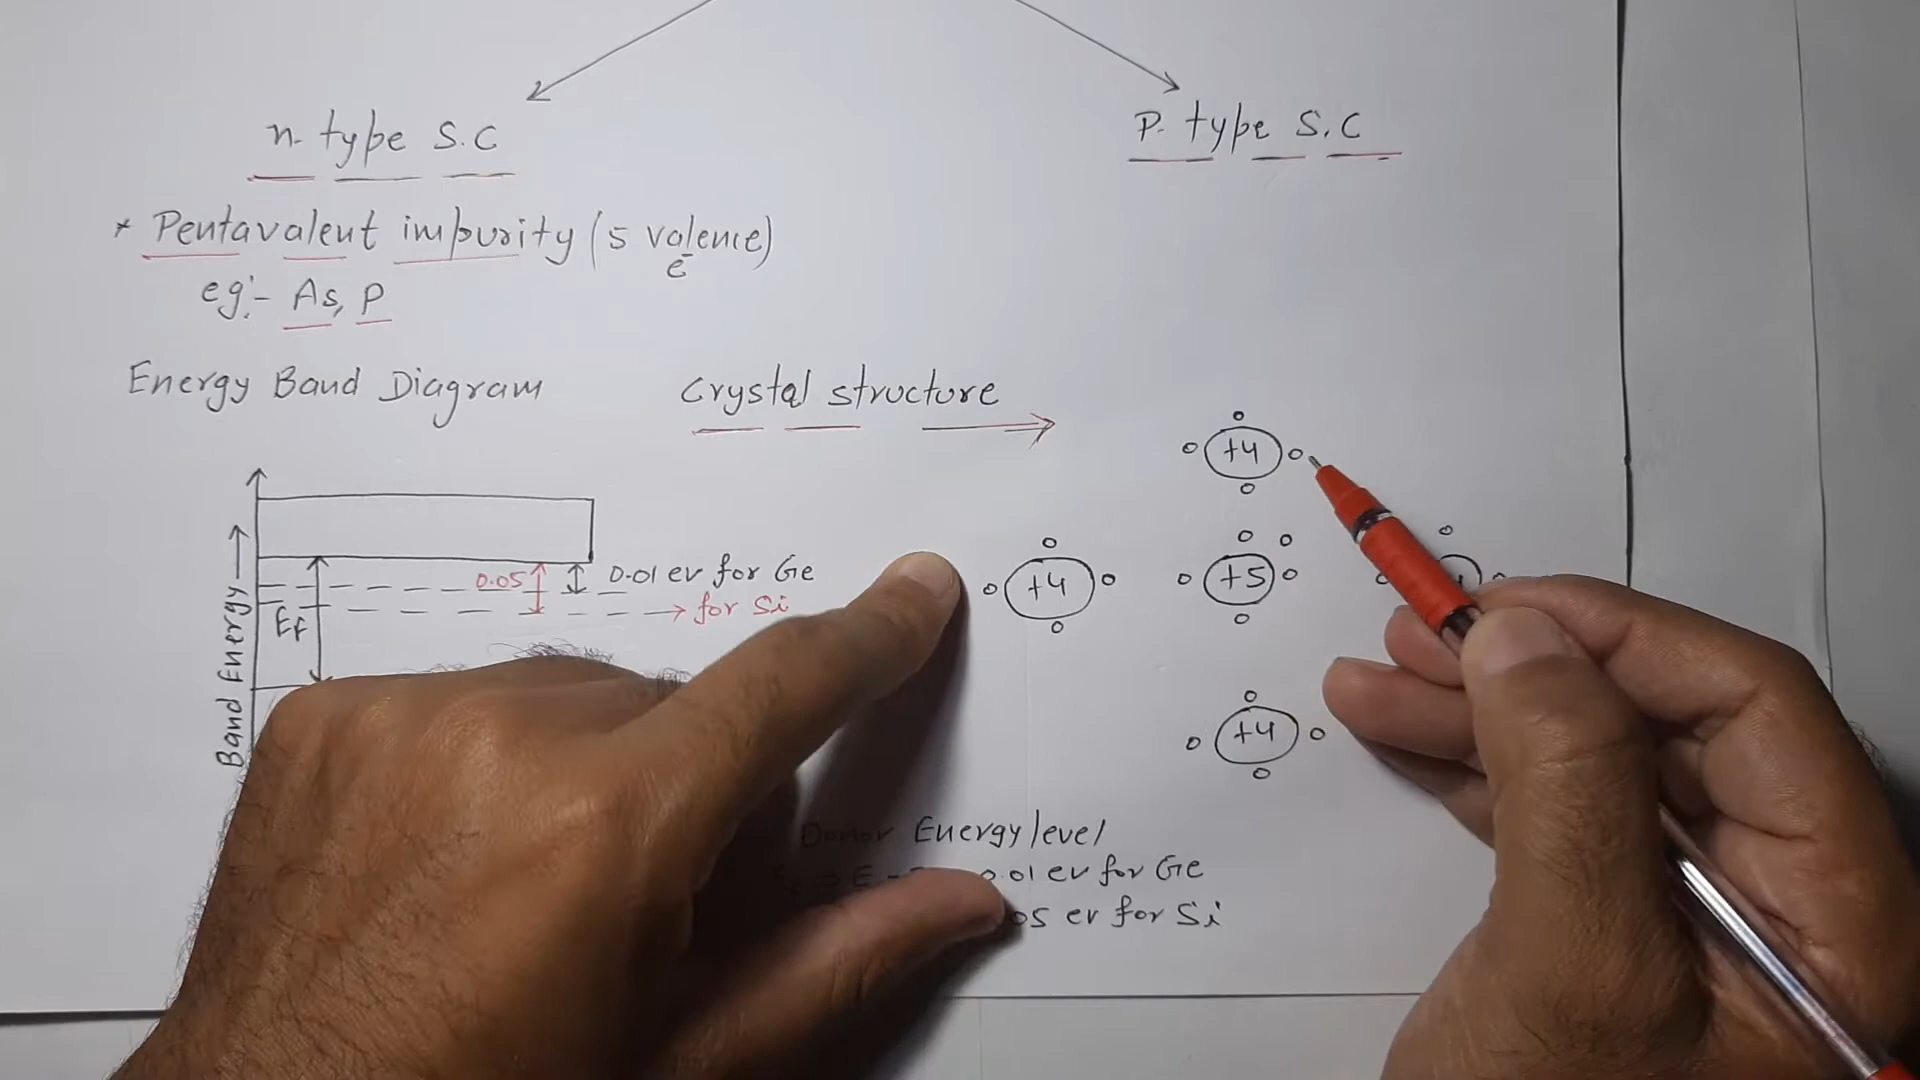 n-type S.C
P-type S.C
* Pentavalent impurity (5 valence)
e⁻
eg:- As, P
Energy Band Diagram
Crystal structure
+4
0.05
0.01 ev for Ge
for Si
Ef
Band Energy
+4
+5
+4
Donor Energy level
0.01 ev for Ge
05 ev for Si